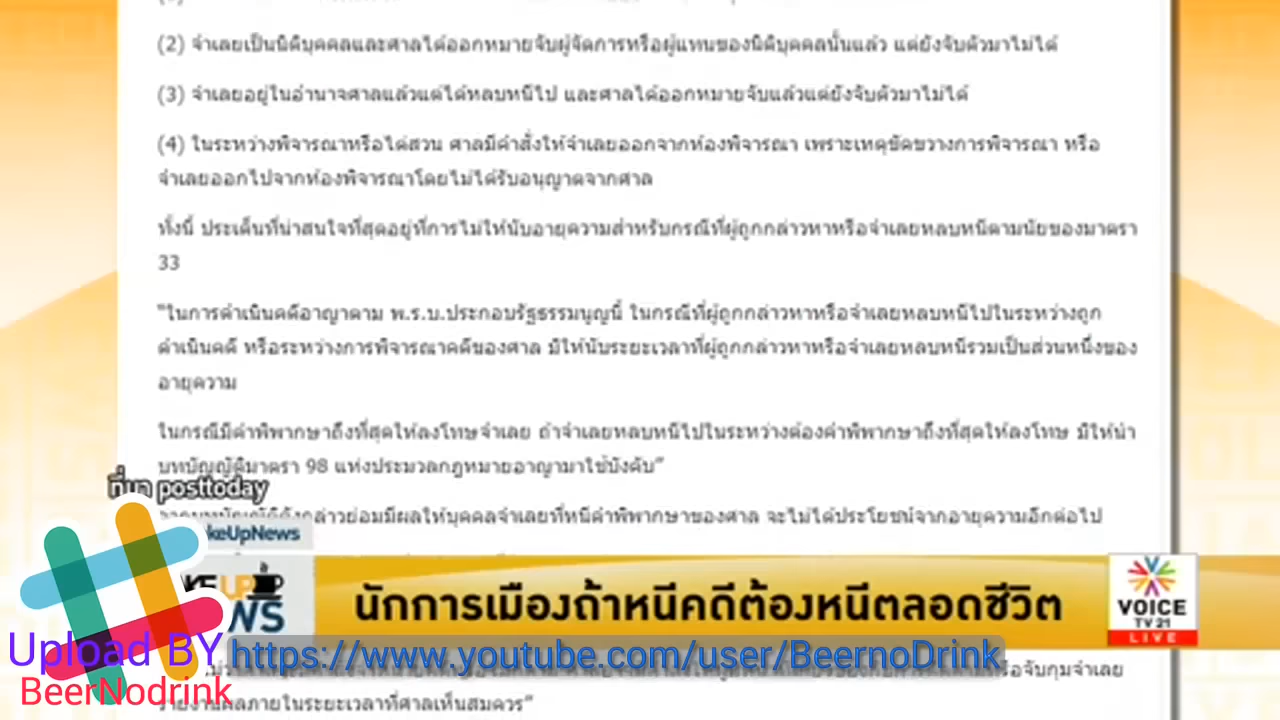 (2) จำเลยเป็นนิติบุคคลและศาลได้ออกหมายจับผู้จัดการหรือผู้แทนของนิติบุคคลนั้นแล้ว แต่ยังจับตัวมาไม่ได้
(3) จำเลยอยู่ในอำนาจศาลแล้วแต่ได้หลบหนีไป และศาลได้ออกหมายจับแล้วแต่ยังจับตัวมาไม่ได้
(4) ในระหว่างพิจารณาหรือไต่สวน ศาลมีคำสั่งให้จำเลยออกจากห้องพิจารณา เพราะเหตุขัดขวางการพิจารณา หรือ
จำเลยออกไปจากห้องพิจารณาโดยไม่ได้รับอนุญาตจากศาล
ทั้งนี้ ประเด็นที่น่าสนใจที่สุดอยู่ที่การไม่ให้นับอายุความสำหรับกรณีที่ผู้ถูกกล่าวหาหรือจำเลยหลบหนีตามนัยของมาตรา
33
"ในการดำเนินคดีอาญาตาม พ.ร.บ.ประกอบรัฐธรรมนูญนี้ ในกรณีที่ผู้ถูกกล่าวหาหรือจำเลยหลบหนีไปในระหว่างถูก
ดำเนินคดี หรือระหว่างการพิจารณาคดีของศาล มิให้นับระยะเวลาที่ผู้ถูกกล่าวหาหรือจำเลยหลบหนีรวมเป็นส่วนหนึ่งของ
อายุความ
ในกรณีมีคำพิพากษาถึงที่สุดให้ลงโทษจำเลย ถ้าจำเลยหลบหนีไปในระหว่างต้องคำพิพากษาถึงที่สุดให้ลงโทษ มิให้นำ
บทบัญญัติมาตรา 98 แห่งประมวลกฎหมายอาญามาใช้บังคับ"
ที่มา posttoday
กล่าวย่อมมีผลให้บุคคลจำเลยที่หนีคำพิพากษาของศาล จะไม่ได้ประโยชน์จากอายุความอีกต่อไป
keUpNews
KE UP
NEWS
นักการเมืองถ้าหนีคดีต้องหนีตลอดชีวิต
VOICE
TV 21
LIVE
Upload BY https://www.youtube.com/user/BeernoDrink
BeerNodrink
หรือจับกุมจำเลย
รายงานผลภายในระยะเวลาที่ศาลเห็นสมควร"